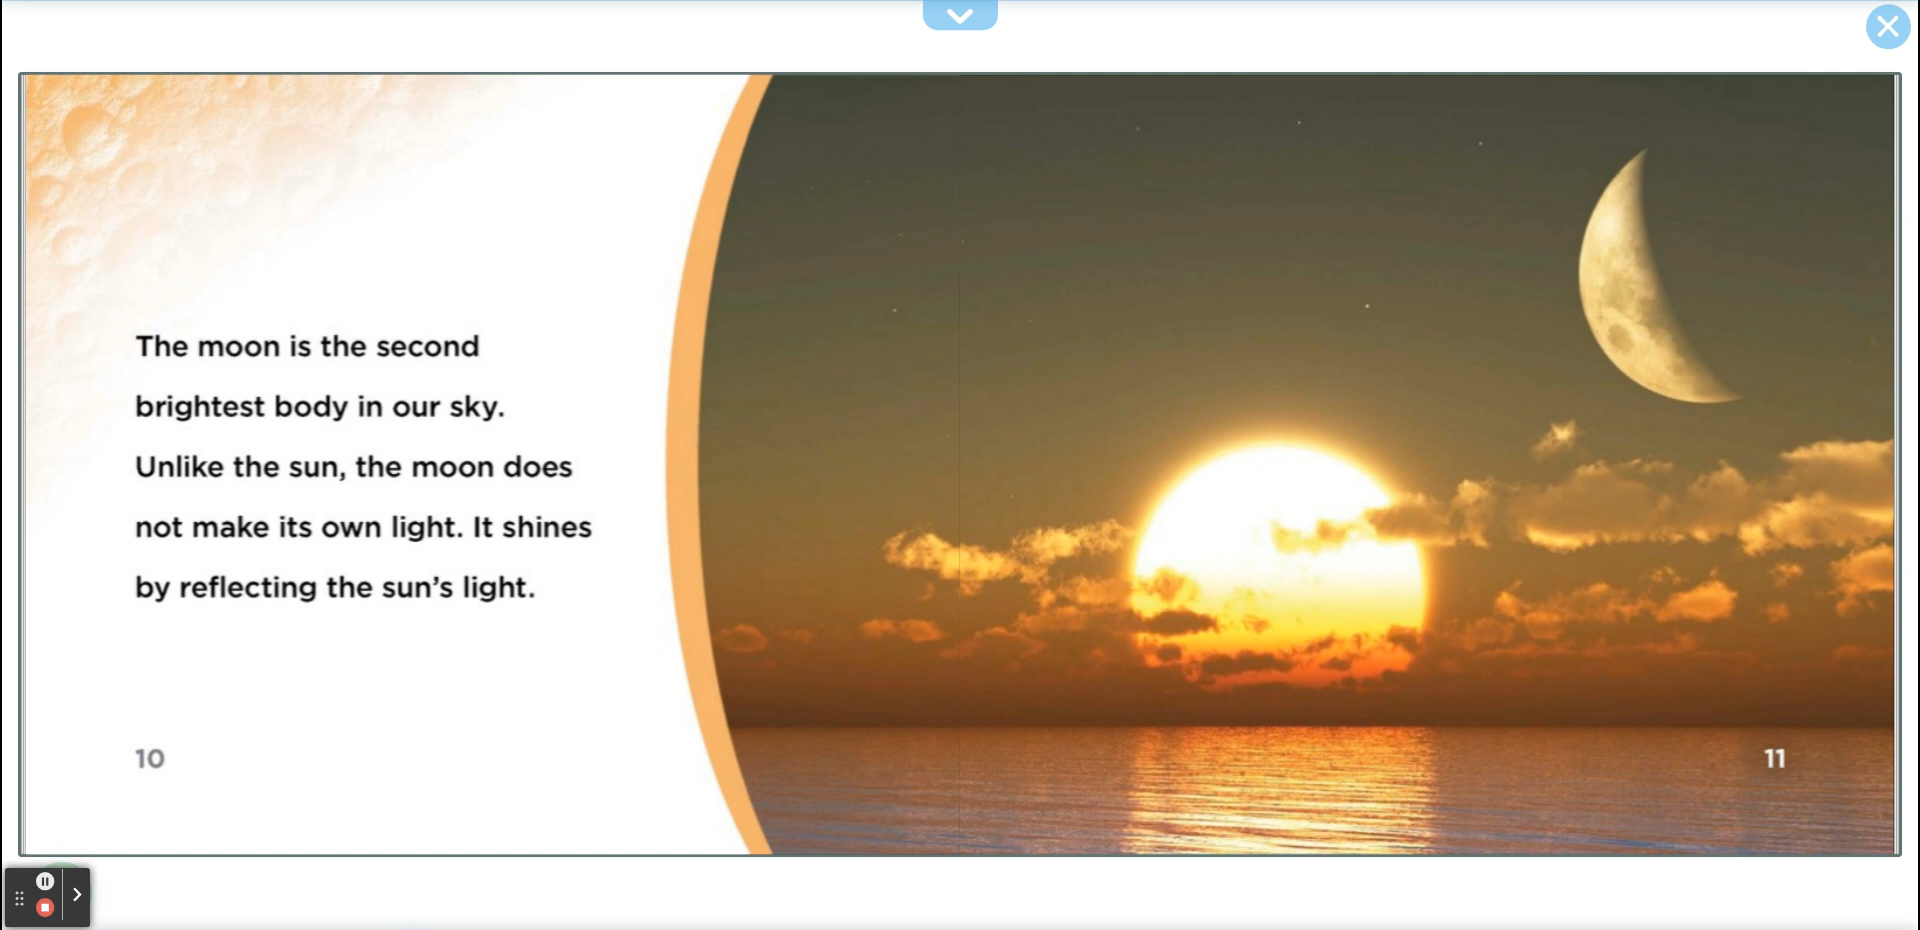 The moon is the second
brightest body in our sky.
Unlike the sun, the moon does
not make its own light. It shines
by reflecting the sun’s light.
10
11